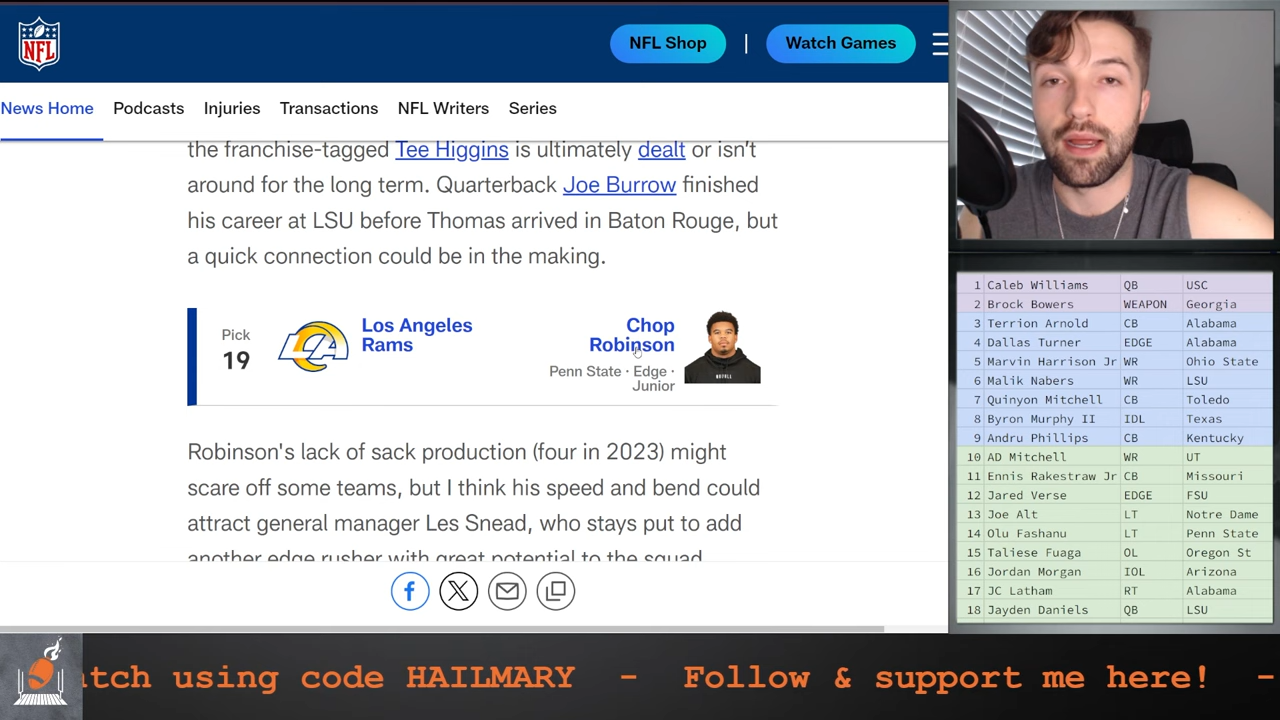 NFL
NFL Shop | Watch Games
News Home Podcasts Injuries Transactions NFL Writers Series
the franchise-tagged Tee Higgins is ultimately dealt or isn't
around for the long term. Quarterback Joe Burrow finished
his career at LSU before Thomas arrived in Baton Rouge, but
a quick connection could be in the making.
Pick
19
Los Angeles
Rams
Chop
Robinson
Penn State · Edge ·
Junior
Robinson's lack of sack production (four in 2023) might
scare off some teams, but I think his speed and bend could
attract general manager Les Snead, who stays put to add
another edge rusher with great potential to the squad.
1 Caleb Williams QB USC
2 Brock Bowers WEAPON Georgia
3 Terrion Arnold CB Alabama
4 Dallas Turner EDGE Alabama
5 Marvin Harrison Jr WR Ohio State
6 Malik Nabers WR LSU
7 Quinyon Mitchell CB Toledo
8 Byron Murphy II IDL Texas
9 Andru Phillips CB Kentucky
10 AD Mitchell WR UT
11 Ennis Rakestraw Jr CB Missouri
12 Jared Verse EDGE FSU
13 Joe Alt LT Notre Dame
14 Olu Fashanu LT Penn State
15 Taliese Fuaga OL Oregon St
16 Jordan Morgan IOL Arizona
17 JC Latham RT Alabama
18 Jayden Daniels QB LSU
atch using code HAILMARY - Follow & support me here! -